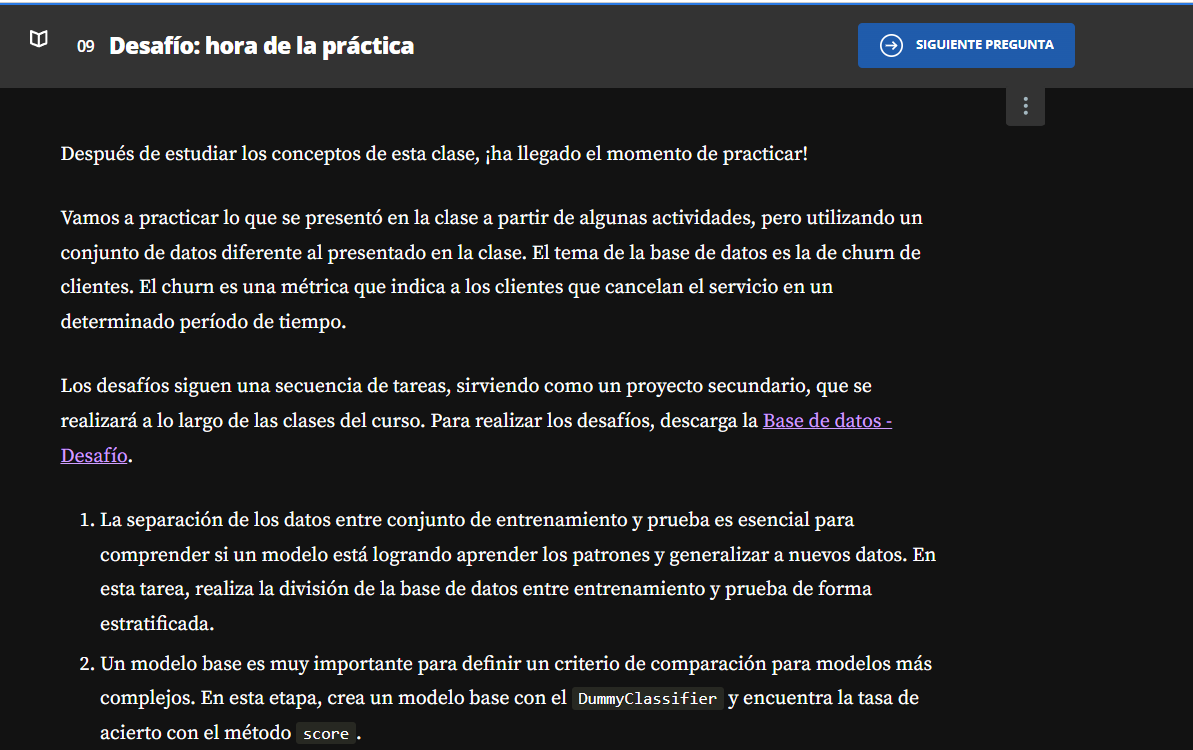 09 Desafío: hora de la práctica
SIGUIENTE PREGUNTA
Después de estudiar los conceptos de esta clase, ¡ha llegado el momento de practicar!
Vamos a practicar lo que se presentó en la clase a partir de algunas actividades, pero utilizando un
conjunto de datos diferente al presentado en la clase. El tema de la base de datos es la de churn de
clientes. El churn es una métrica que indica a los clientes que cancelan el servicio en un
determinado período de tiempo.
Los desafíos siguen una secuencia de tareas, sirviendo como un proyecto secundario, que se
realizará a lo largo de las clases del curso. Para realizar los desafíos, descarga la Base de datos -
Desafío.
1. La separación de los datos entre conjunto de entrenamiento y prueba es esencial para
comprender si un modelo está logrando aprender los patrones y generalizar a nuevos datos. En
esta tarea, realiza la división de la base de datos entre entrenamiento y prueba de forma
estratificada.
2. Un modelo base es muy importante para definir un criterio de comparación para modelos más
complejos. En esta etapa, crea un modelo base con el DummyClassifier y encuentra la tasa de
acierto con el método score.